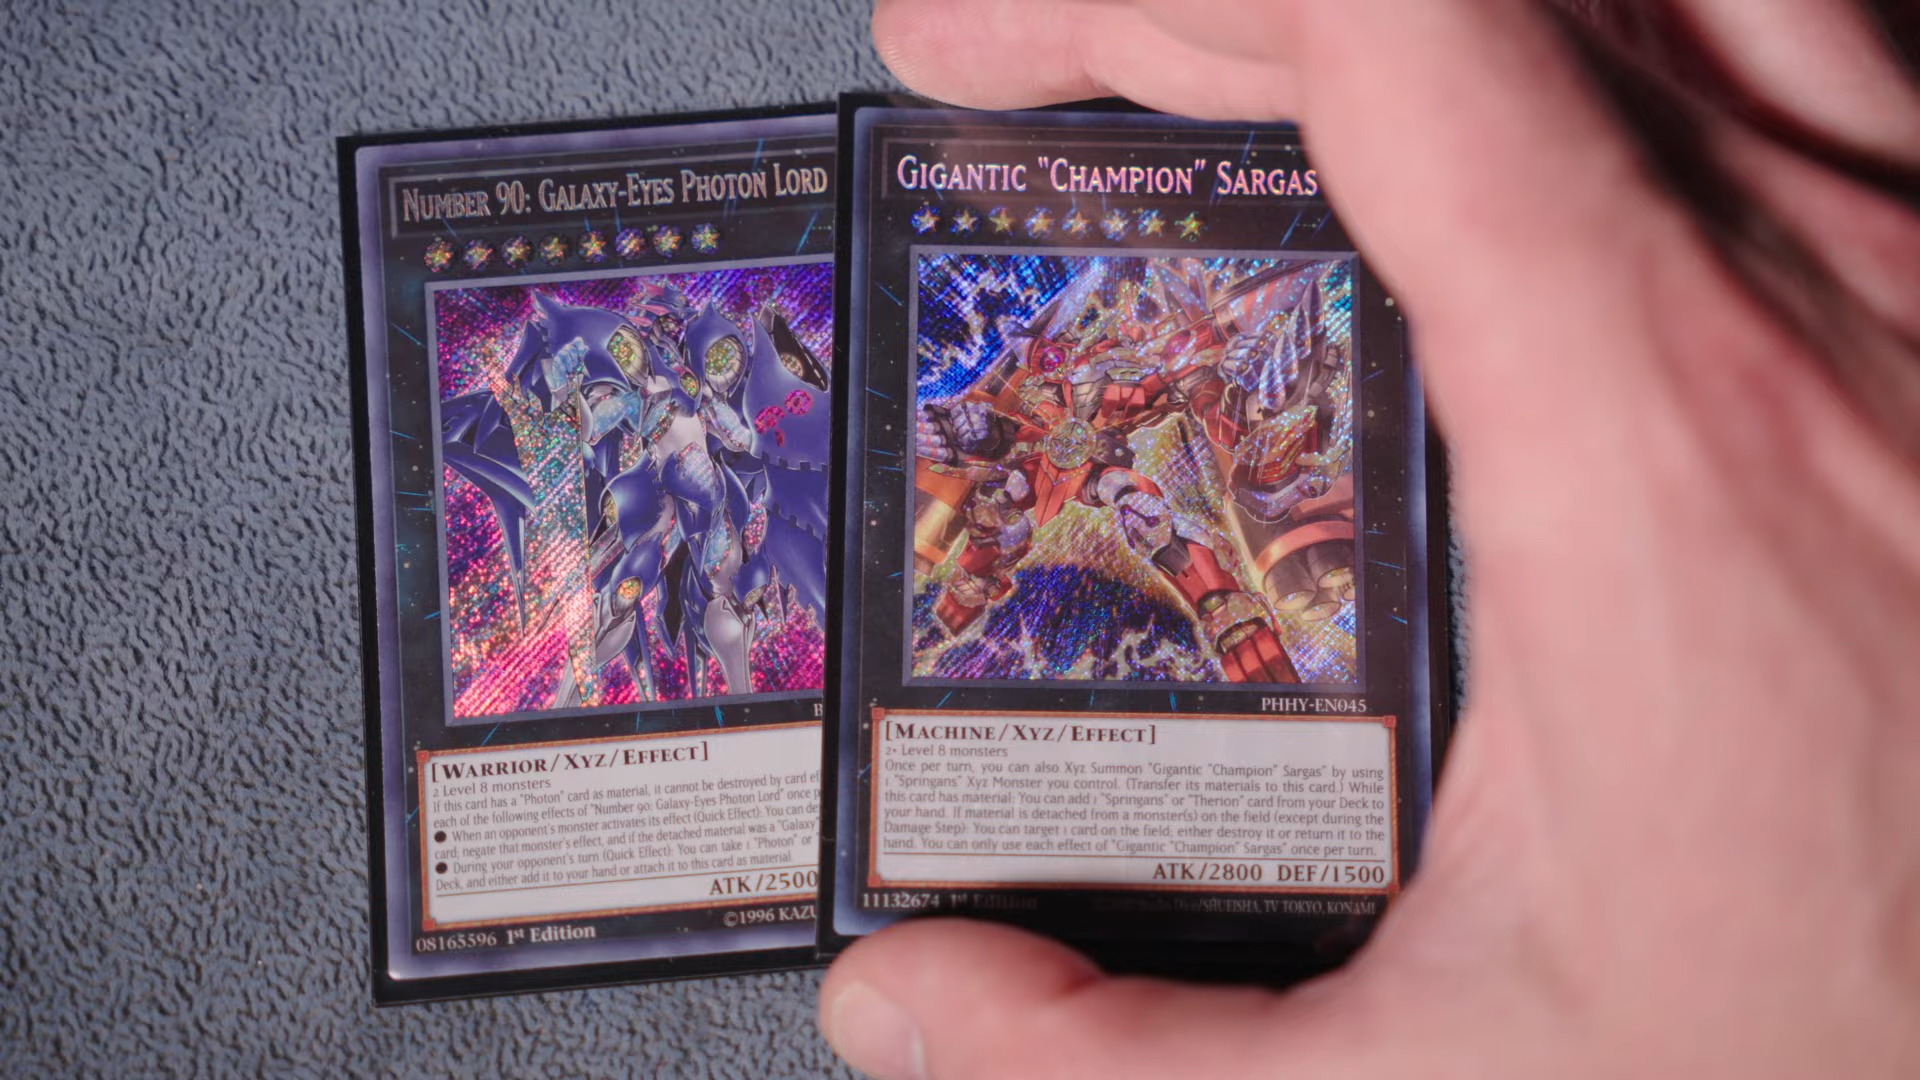 NUMBER 90: GALAXY-EYES PHOTON LORD
[WARRIOR/XYZ/EFFECT]
2 Level 8 monsters
If this card has a "Photon" card as material, it cannot be destroyed by card
each of the following effects of "Number 90: Galaxy-Eyes Photon Lord" once
● When an opponent's monster activates its effect (Quick Effect): You can
card; negate that monster's effect, and if the detached material was a "Galaxy"
● During your opponent's turn (Quick Effect): You can take 1 "Photon" or
Deck, and either add it to your hand or attach it to this card as material.
ATK/2500
08165596 1st Edition
©1996
GIGANTIC "CHAMPION" SARGAS
PHHY-EN045
[MACHINE/XYZ/EFFECT]
2+ Level 8 monsters
Once per turn, you can also Xyz Summon "Gigantic "Champion" Sargas" by using
1 "Springans" Xyz Monster you control. (Transfer its materials to this card.) While
this card has material: You can add 1 "Springans" or "Therion" card from your Deck to
your hand. If material is detached from a monster(s) on the field (except during the
Damage Step): You can target 1 card on the field; either destroy it or return it to the
hand. You can only use each effect of "Gigantic "Champion" Sargas" once per turn.
ATK/2800 DEF/1500
11132674 1st Edition
SHUEISHA, TV TOKYO, KONAMI